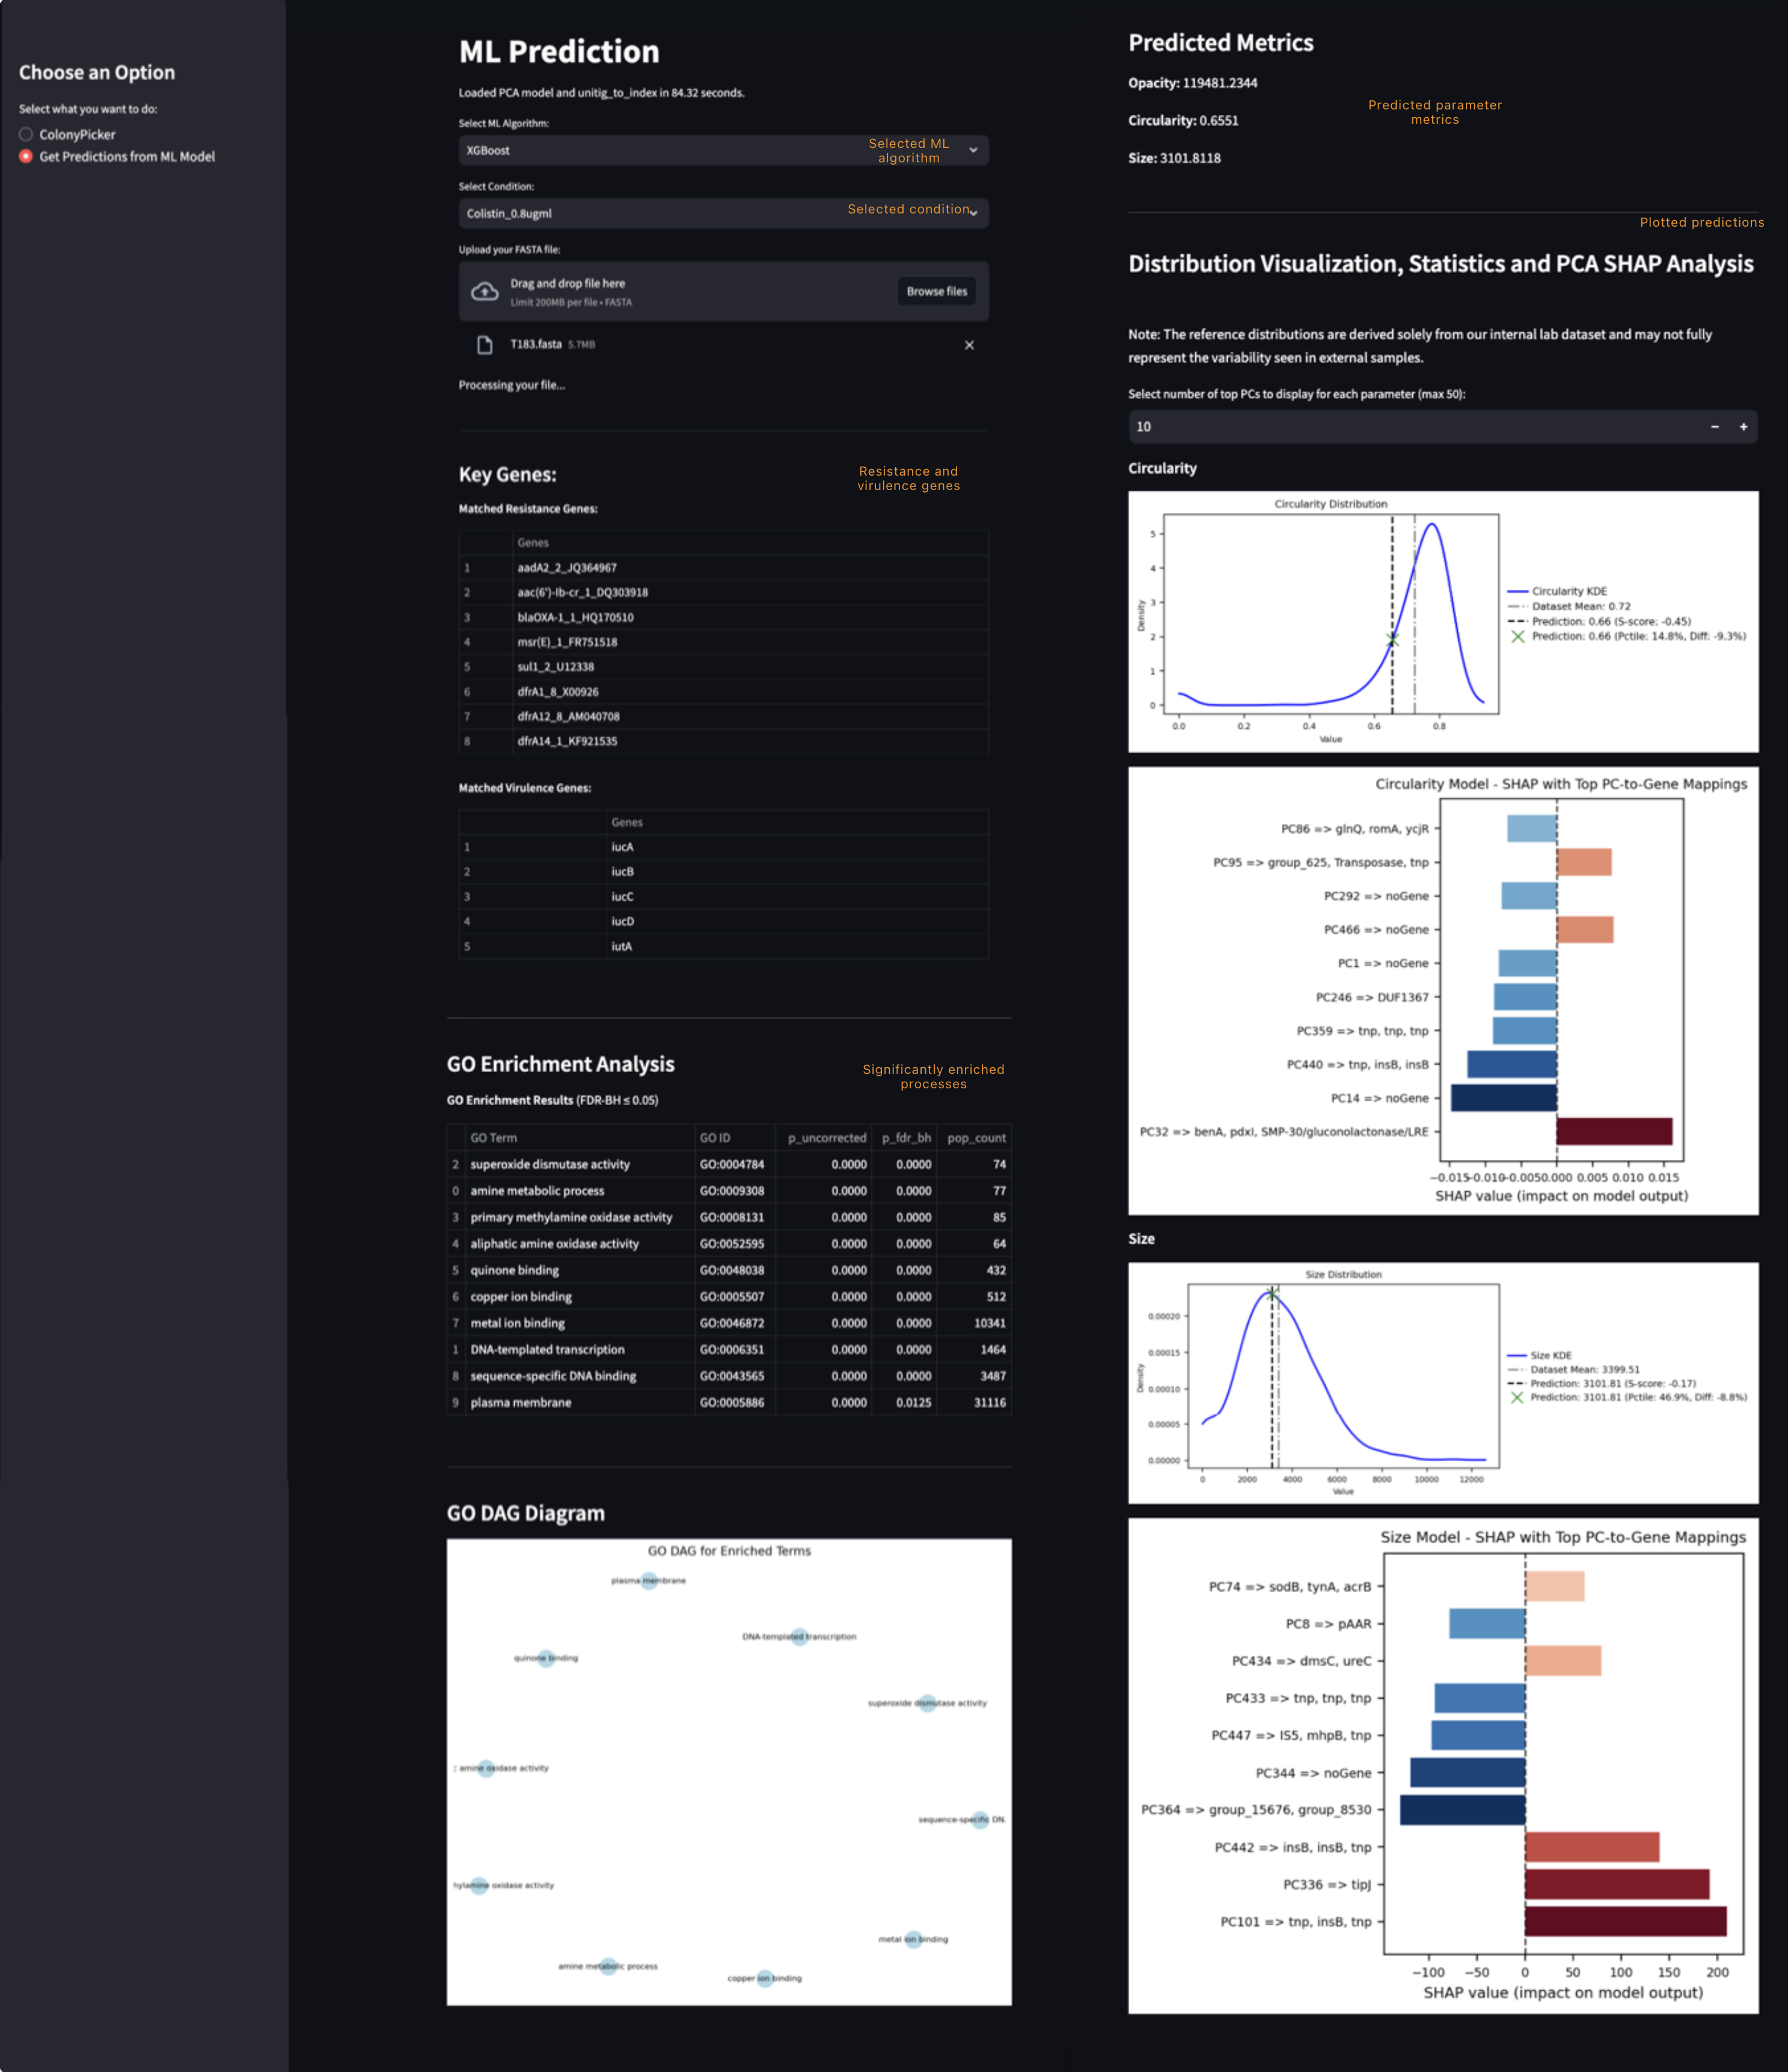 Choose an Option
Select what you want to do:
ColonyPicker
Get Predictions from ML Model
ML Prediction
Loaded PCA model and unitig_to_index in 84.32 seconds.
Select ML Algorithm:
XGBoost
Selected ML
algorithm
Select Condition:
Colistin_0.8ugml
Selected condition
Upload your FASTA file:
Drag and drop file here
Limit 200MB per file • FASTA
Browse files
T183.fasta 5.7MB
Processing your file...
Key Genes:
Resistance and
virulence genes
Matched Resistance Genes:
Genes
1 aadA2_2_JQ364967
2 aac(6')-Ib-cr_1_DQ303918
3 blaOXA-1_1_HQ170510
4 msr(E)_1_FR751518
5 sul1_2_U12338
6 dfrA1_8_X00926
7 dfrA12_8_AM040708
8 dfrA14_1_KF921535
Matched Virulence Genes:
Genes
1 iucA
2 iucB
3 iucC
4 iucD
5 iutA
GO Enrichment Analysis
Significantly enriched
processes
GO Enrichment Results (FDR-BH ≤ 0.05)
GO Term GO ID p_uncorrected p_fdr_bh pop_count
2 superoxide dismutase activity GO:0004784 0.0000 0.0000 74
0 amine metabolic process GO:0009308 0.0000 0.0000 77
3 primary methylamine oxidase activity GO:0008131 0.0000 0.0000 85
4 aliphatic amine oxidase activity GO:0052595 0.0000 0.0000 64
5 quinone binding GO:0048038 0.0000 0.0000 432
6 copper ion binding GO:0005507 0.0000 0.0000 512
7 metal ion binding GO:0046872 0.0000 0.0000 10341
1 DNA-templated transcription GO:0006351 0.0000 0.0000 1464
8 sequence-specific DNA binding GO:0043565 0.0000 0.0000 3487
9 plasma membrane GO:0005886 0.0000 0.0125 31116
GO DAG Diagram
GO DAG for Enriched Terms
plasma membrane
DNA-templated transcription
quinone binding
superoxide dismutase activity
: amine oxidase activity
sequence-specific DN
hylamine oxidase activity
metal ion binding
amine metabolic process
copper ion binding
Predicted Metrics
Opacity: 119481.2344
Predicted parameter
metrics
Circularity: 0.6551
Size: 3101.8118
Plotted predictions
Distribution Visualization, Statistics and PCA SHAP Analysis
Note: The reference distributions are derived solely from our internal lab dataset and may not fully
represent the variability seen in external samples.
Select number of top PCs to display for each parameter (max 50):
10 − +
Circularity
Circularity Distribution
Density
5
4
3
2
1
0
0.0 0.2 0.4 0.6 0.8
Value
Circularity KDE
Dataset Mean: 0.72
Prediction: 0.66 (S-score: -0.45)
Prediction: 0.66 (Pctile: 14.8%, Diff: -9.3%)
Circularity Model - SHAP with Top PC-to-Gene Mappings
PC86 => glnQ, romA, ycjR
PC95 => group_625, Transposase, tnp
PC292 => noGene
PC466 => noGene
PC1 => noGene
PC246 => DUF1367
PC359 => tnp, tnp, tnp
PC440 => tnp, insB, insB
PC14 => noGene
PC32 => benA, pdxI, SMP-30/gluconolactonase/LRE
−0.015 −0.010 −0.005 0.000 0.005 0.010 0.015
SHAP value (impact on model output)
Size
Size Distribution
Density
0.00020
0.00015
0.00010
0.00005
0.00000
0 2000 4000 6000 8000 10000 12000
Value
Size KDE
Dataset Mean: 3399.51
Prediction: 3101.81 (S-score: -0.17)
Prediction: 3101.81 (Pctile: 46.9%, Diff: -8.8%)
Size Model - SHAP with Top PC-to-Gene Mappings
PC74 => sodB, tynA, acrB
PC8 => pAAR
PC434 => dmsC, ureC
PC433 => tnp, tnp, tnp
PC447 => IS5, mhpB, tnp
PC344 => noGene
PC364 => group_15676, group_8530
PC442 => insB, insB, tnp
PC336 => tipJ
PC101 => tnp, insB, tnp
−100 −50 0 50 100 150 200
SHAP value (impact on model output)